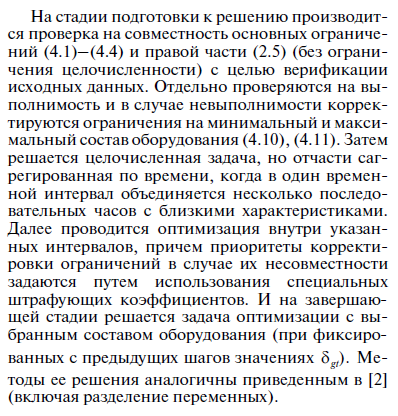 На стадии подготовки к решению производит-
ся проверка на совместность основных ограниче-
ний (4.1)–(4.4) и правой части (2.5) (без ограни-
чения целочисленности) с целью верификации
исходных данных. Отдельно проверяются на вы-
полнимость и в случае невыполнимости коррек-
тируются ограничения на минимальный и макси-
мальный состав оборудования (4.10), (4.11). Затем
решается целочисленная задача, но отчасти саг-
регированная по времени, когда в один времен-
ной интервал объединяется несколько последо-
вательных часов с близкими характеристиками.
Далее проводится оптимизация внутри указан-
ных интервалов, причем приоритеты корректи-
ровки ограничений в случае их несовместности
задаются путем использования специальных
штрафующих коэффициентов. И на завершаю-
щей стадии решается задача оптимизации с вы-
бранным составом оборудования (при фиксиро-
ванных с предыдущих шагов значениях δgt). Ме-
тоды ее решения аналогичны приведенным в [2]
(включая разделение переменных).